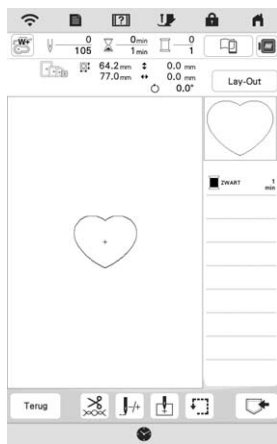 W+
0
105
0 min
1 min
0
1
64.2 mm 0.0 mm
77.0 mm 0.0 mm
0.0°
Lay-Out
ZWART 1 min
Terug